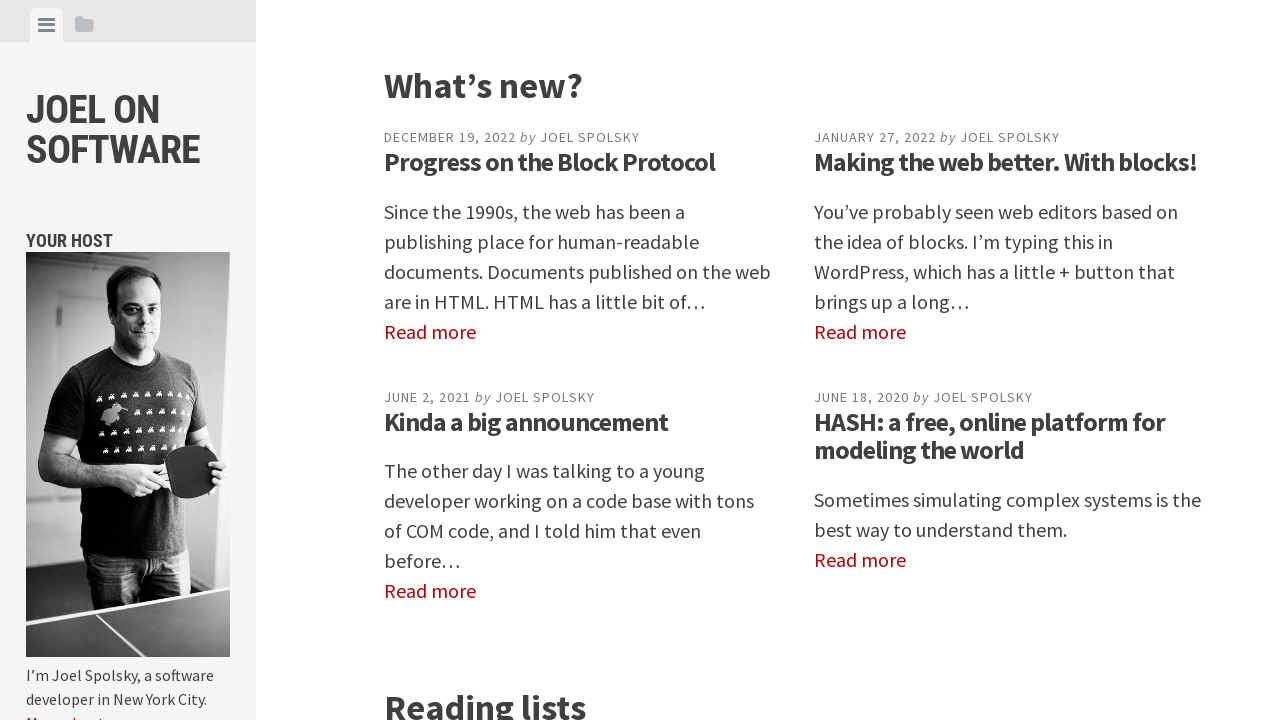 JOEL ON
SOFTWARE
YOUR HOST
I’m Joel Spolsky, a software
developer in New York City.
What’s new?
DECEMBER 19, 2022 by JOEL SPOLSKY
Progress on the Block Protocol
Since the 1990s, the web has been a
publishing place for human-readable
documents. Documents published on the web
are in HTML. HTML has a little bit of…
Read more
JANUARY 27, 2022 by JOEL SPOLSKY
Making the web better. With blocks!
You’ve probably seen web editors based on
the idea of blocks. I’m typing this in
WordPress, which has a little + button that
brings up a long…
Read more
JUNE 2, 2021 by JOEL SPOLSKY
Kinda a big announcement
The other day I was talking to a young
developer working on a code base with tons
of COM code, and I told him that even
before…
Read more
JUNE 18, 2020 by JOEL SPOLSKY
HASH: a free, online platform for
modeling the world
Sometimes simulating complex systems is the
best way to understand them.
Read more
Reading lists